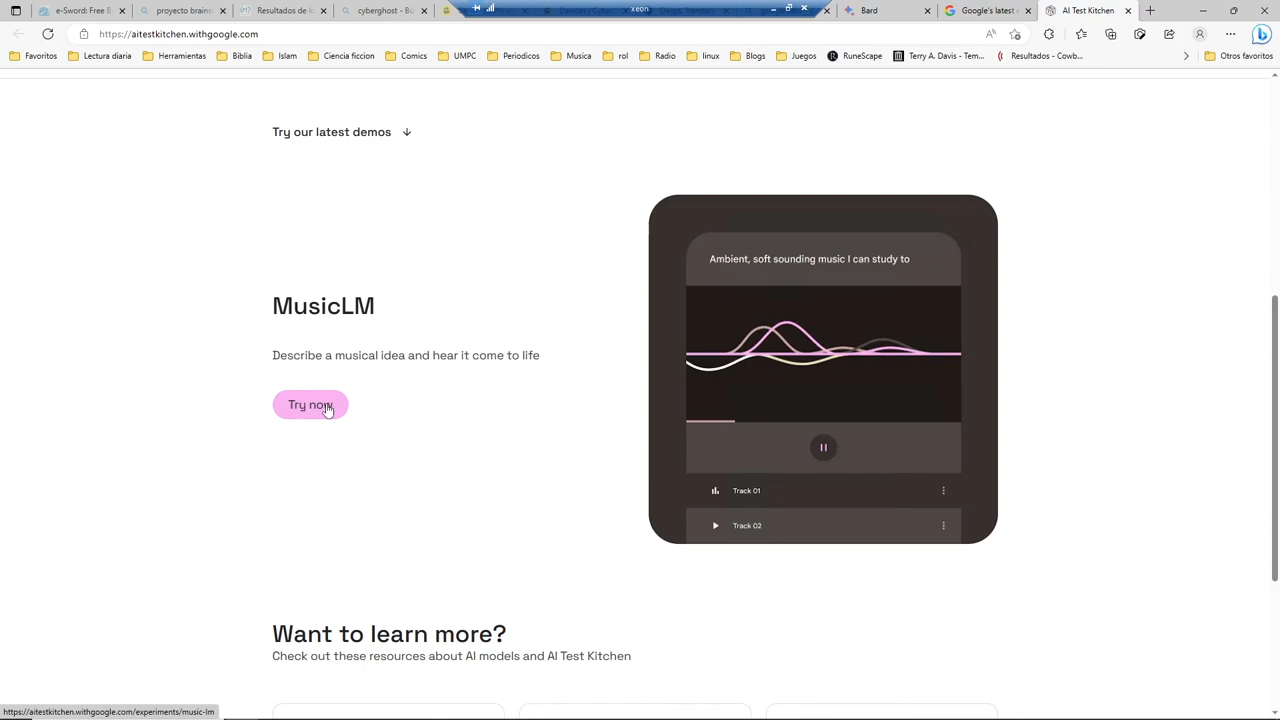 e-Sword: Free B
proyecto brains
Resultados de lo
cyberghost - Bú
xeon
Bard
Google's latest
AI Test Kitchen
https://aitestkitchen.withgoogle.com
Favoritos
Lectura diaria
Herramientas
Biblia
Islam
Ciencia ficcion
Comics
UMPC
Periodicos
Musica
rol
Radio
linux
Blogs
Juegos
RuneScape
Terry A. Davis - Tem...
Resultados - Cowb...
Otros favoritos
Try our latest demos ↓
Ambient, soft sounding music I can study to
MusicLM
Describe a musical idea and hear it come to life
Try now
Track 01
Track 02
Want to learn more?
Check out these resources about AI models and AI Test Kitchen
https://aitestkitchen.withgoogle.com/experiments/music-lm